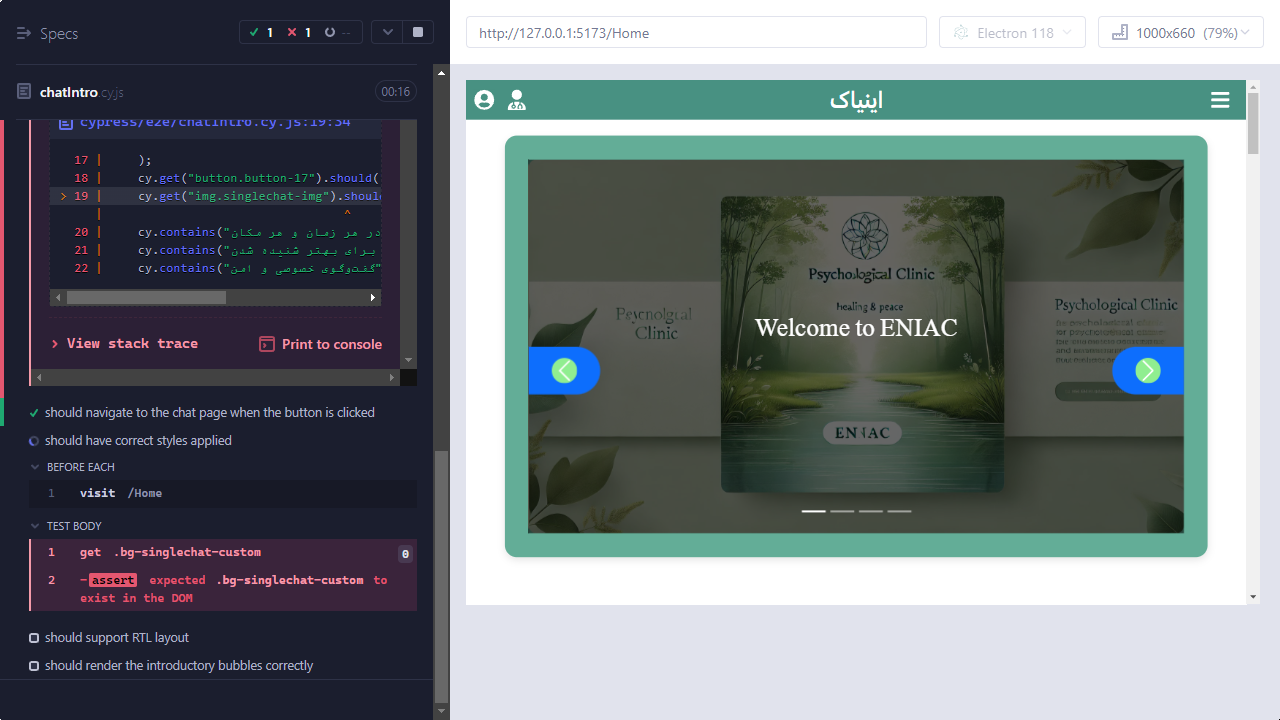 Specs
1
1
--
chatIntro.cy.js
00:16
cypress/e2e/chatIntro.cy.js:19:34
17 | );
18 | cy.get("button.button-17").should(
> 19 | cy.get("img.singlechat-img").shoul
| ^
20 | cy.contains("در هر زمان و هر مکان
21 | cy.contains("برای بهتر شنیده شدن
22 | cy.contains("گفت‌وگوی خصوصی و امن"
View stack trace
Print to console
should navigate to the chat page when the button is clicked
should have correct styles applied
BEFORE EACH
1 visit /Home
TEST BODY
1 get .bg-singlechat-custom 0
2 -assert expected .bg-singlechat-custom to
exist in the DOM
should support RTL layout
should render the introductory bubbles correctly
http://127.0.0.1:5173/Home
Electron 118
1000x660 (79%)
اینیاک
Psychological Clinic
healing & peace
Welcome to ENIAC
ENIAC
Clinic
Psychological Clinic